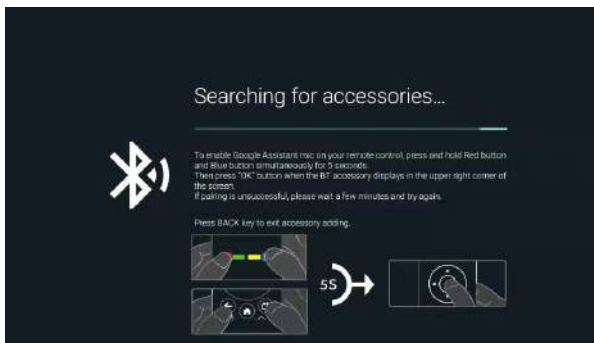 Searching for accessories...
To enable Google Assistant mic on your remote control, press and hold Red button
and Blue button simultaneously for 5 seconds.
Then press "OK" button when the BT accessory displays in the upper right corner of
the screen.
If pairing is unsuccessful, please wait a few minutes and try again.
Press BACK key to exit accessory adding.
5S